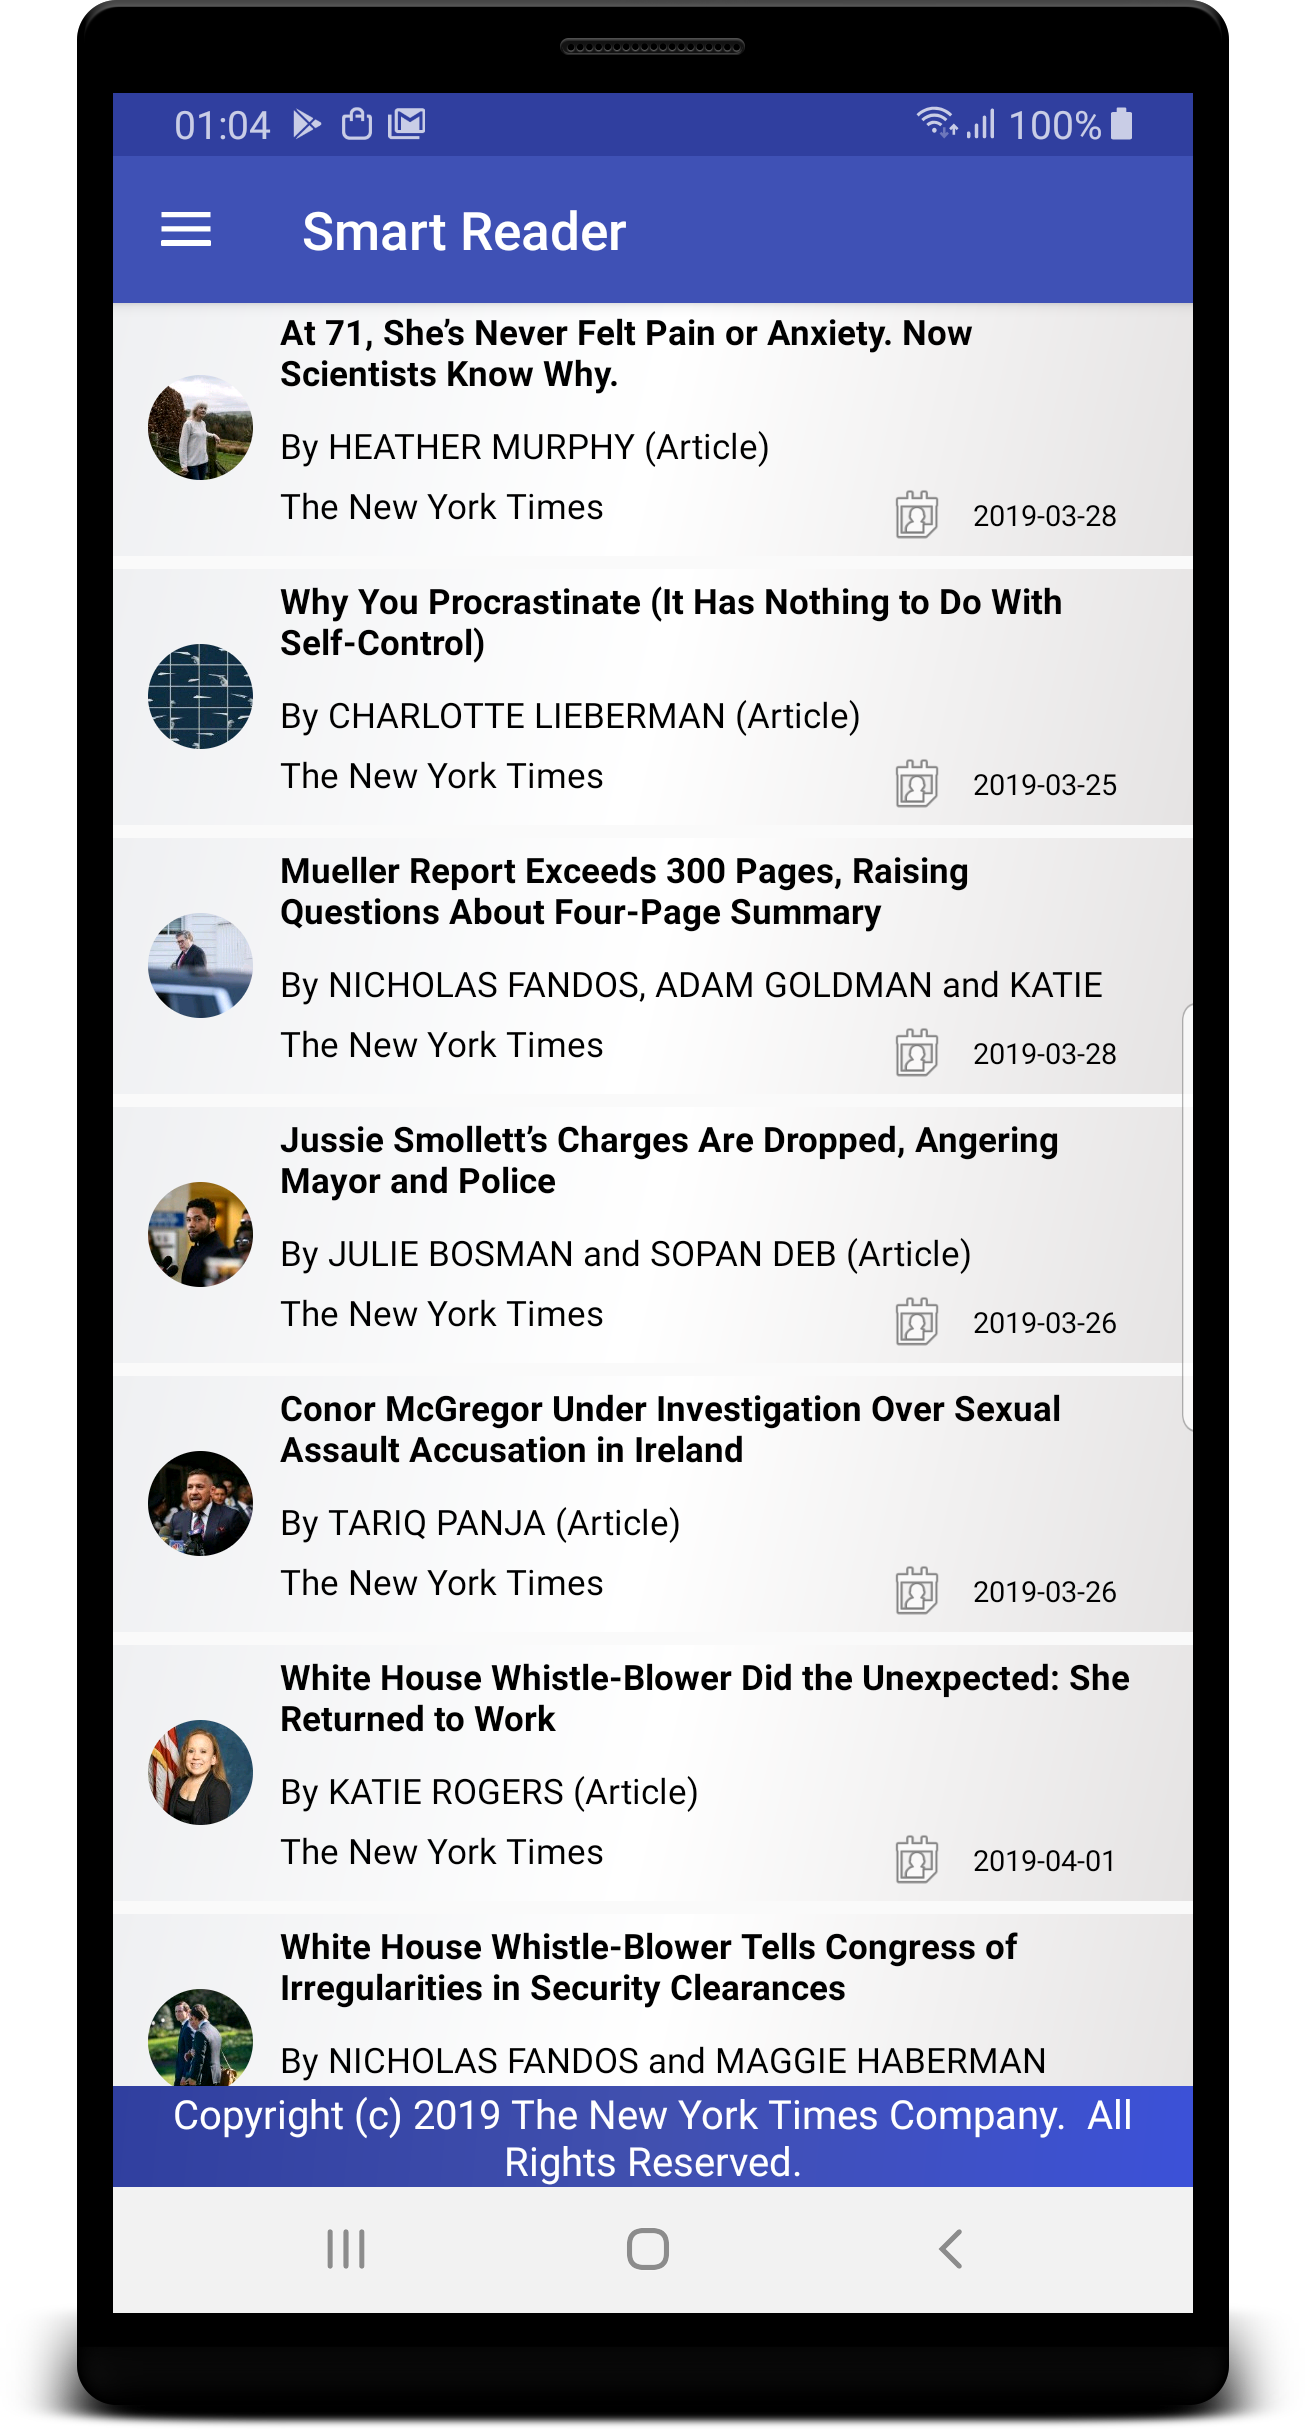 01:04 100%
Smart Reader
At 71, She’s Never Felt Pain or Anxiety. Now
Scientists Know Why.
By HEATHER MURPHY (Article)
The New York Times 2019-03-28
Why You Procrastinate (It Has Nothing to Do With
Self-Control)
By CHARLOTTE LIEBERMAN (Article)
The New York Times 2019-03-25
Mueller Report Exceeds 300 Pages, Raising
Questions About Four-Page Summary
By NICHOLAS FANDOS, ADAM GOLDMAN and KATIE
The New York Times 2019-03-28
Jussie Smollett’s Charges Are Dropped, Angering
Mayor and Police
By JULIE BOSMAN and SOPAN DEB (Article)
The New York Times 2019-03-26
Conor McGregor Under Investigation Over Sexual
Assault Accusation in Ireland
By TARIQ PANJA (Article)
The New York Times 2019-03-26
White House Whistle-Blower Did the Unexpected: She
Returned to Work
By KATIE ROGERS (Article)
The New York Times 2019-04-01
White House Whistle-Blower Tells Congress of
Irregularities in Security Clearances
By NICHOLAS FANDOS and MAGGIE HABERMAN
Copyright (c) 2019 The New York Times Company.  All
Rights Reserved.